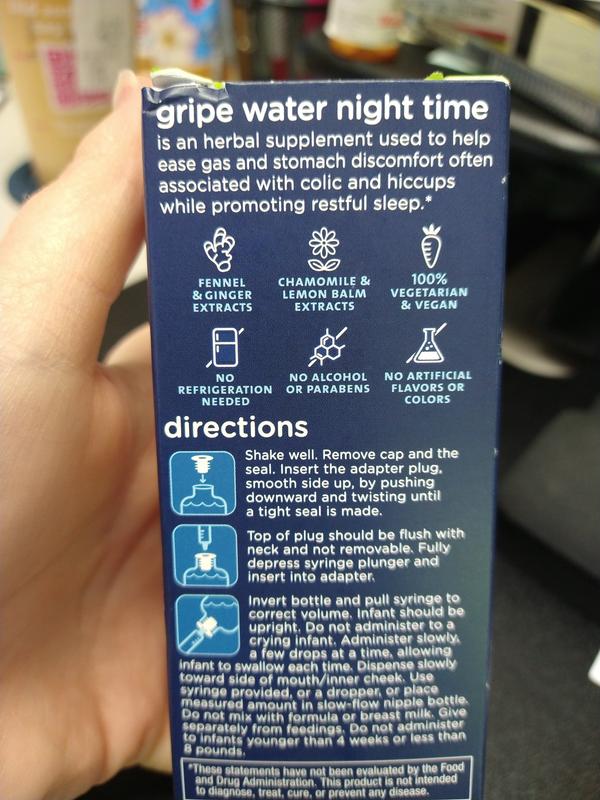 gripe water night time
is an herbal supplement used to help
ease gas and stomach discomfort often
associated with colic and hiccups
while promoting restful sleep.*
FENNEL
& GINGER
EXTRACTS
CHAMOMILE &
LEMON BALM
EXTRACTS
100%
VEGETARIAN
& VEGAN
NO
REFRIGERATION
NEEDED
NO ALCOHOL
OR PARABENS
NO ARTIFICIAL
FLAVORS OR
COLORS
directions
Shake well. Remove cap and the
seal. Insert the adapter plug,
smooth side up, by pushing
downward and twisting until
a tight seal is made.
Top of plug should be flush with
neck and not removable. Fully
depress syringe plunger and
insert into adapter.
Invert bottle and pull syringe to
correct volume. Infant should be
upright. Do not administer to a
crying infant. Administer slowly,
a few drops at a time, allowing
infant to swallow each time. Dispense slowly
toward side of mouth/inner cheek. Use
syringe provided, or a dropper, or place
measured amount in slow-flow nipple bottle.
Do not mix with formula or breast milk. Give
separately from feedings. Do not administer
to infants younger than 4 weeks or less than
8 pounds.
*These statements have not been evaluated by the Food
and Drug Administration. This product is not intended
to diagnose, treat, cure, or prevent any disease.